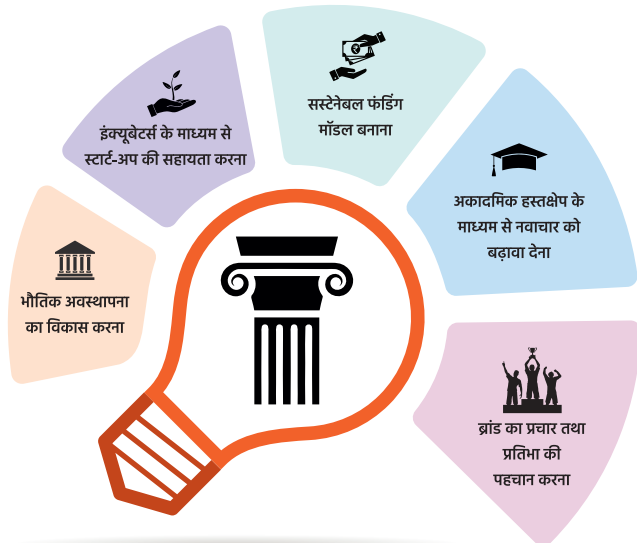 भौतिक अवस्थापना
का विकास करना
इंक्यूबेटर्स के माध्यम से
स्टार्ट-अप की सहायता करना
सस्टेनेबल फंडिंग
मॉडल बनाना
अकादमिक हस्तक्षेप के
माध्यम से नवाचार को
बढ़ावा देना
ब्रांड का प्रचार तथा
प्रतिभा की
पहचान करना